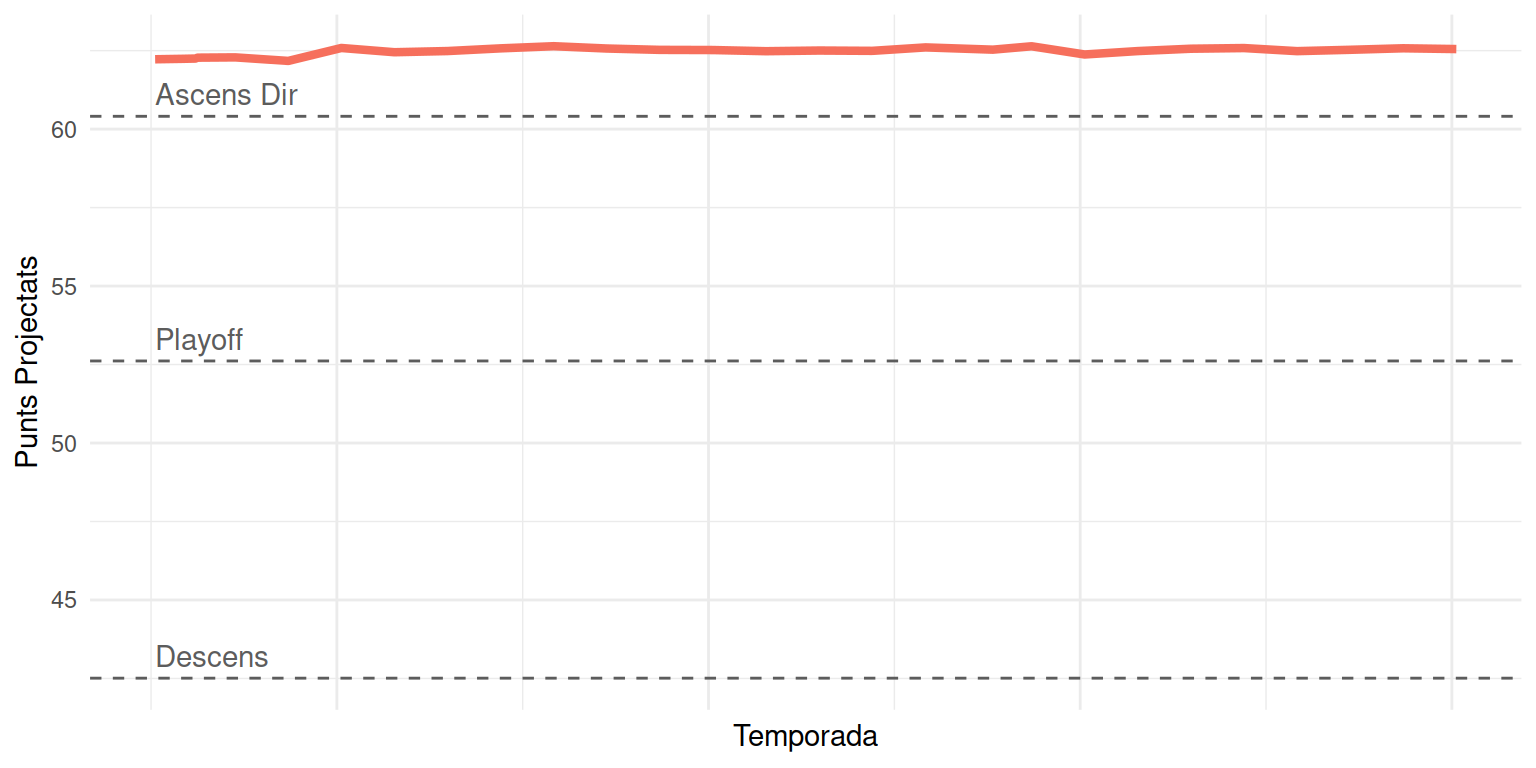 Ascens Dir
60
55
Playoff
Punts Projectats
50
45
Descens
Temporada